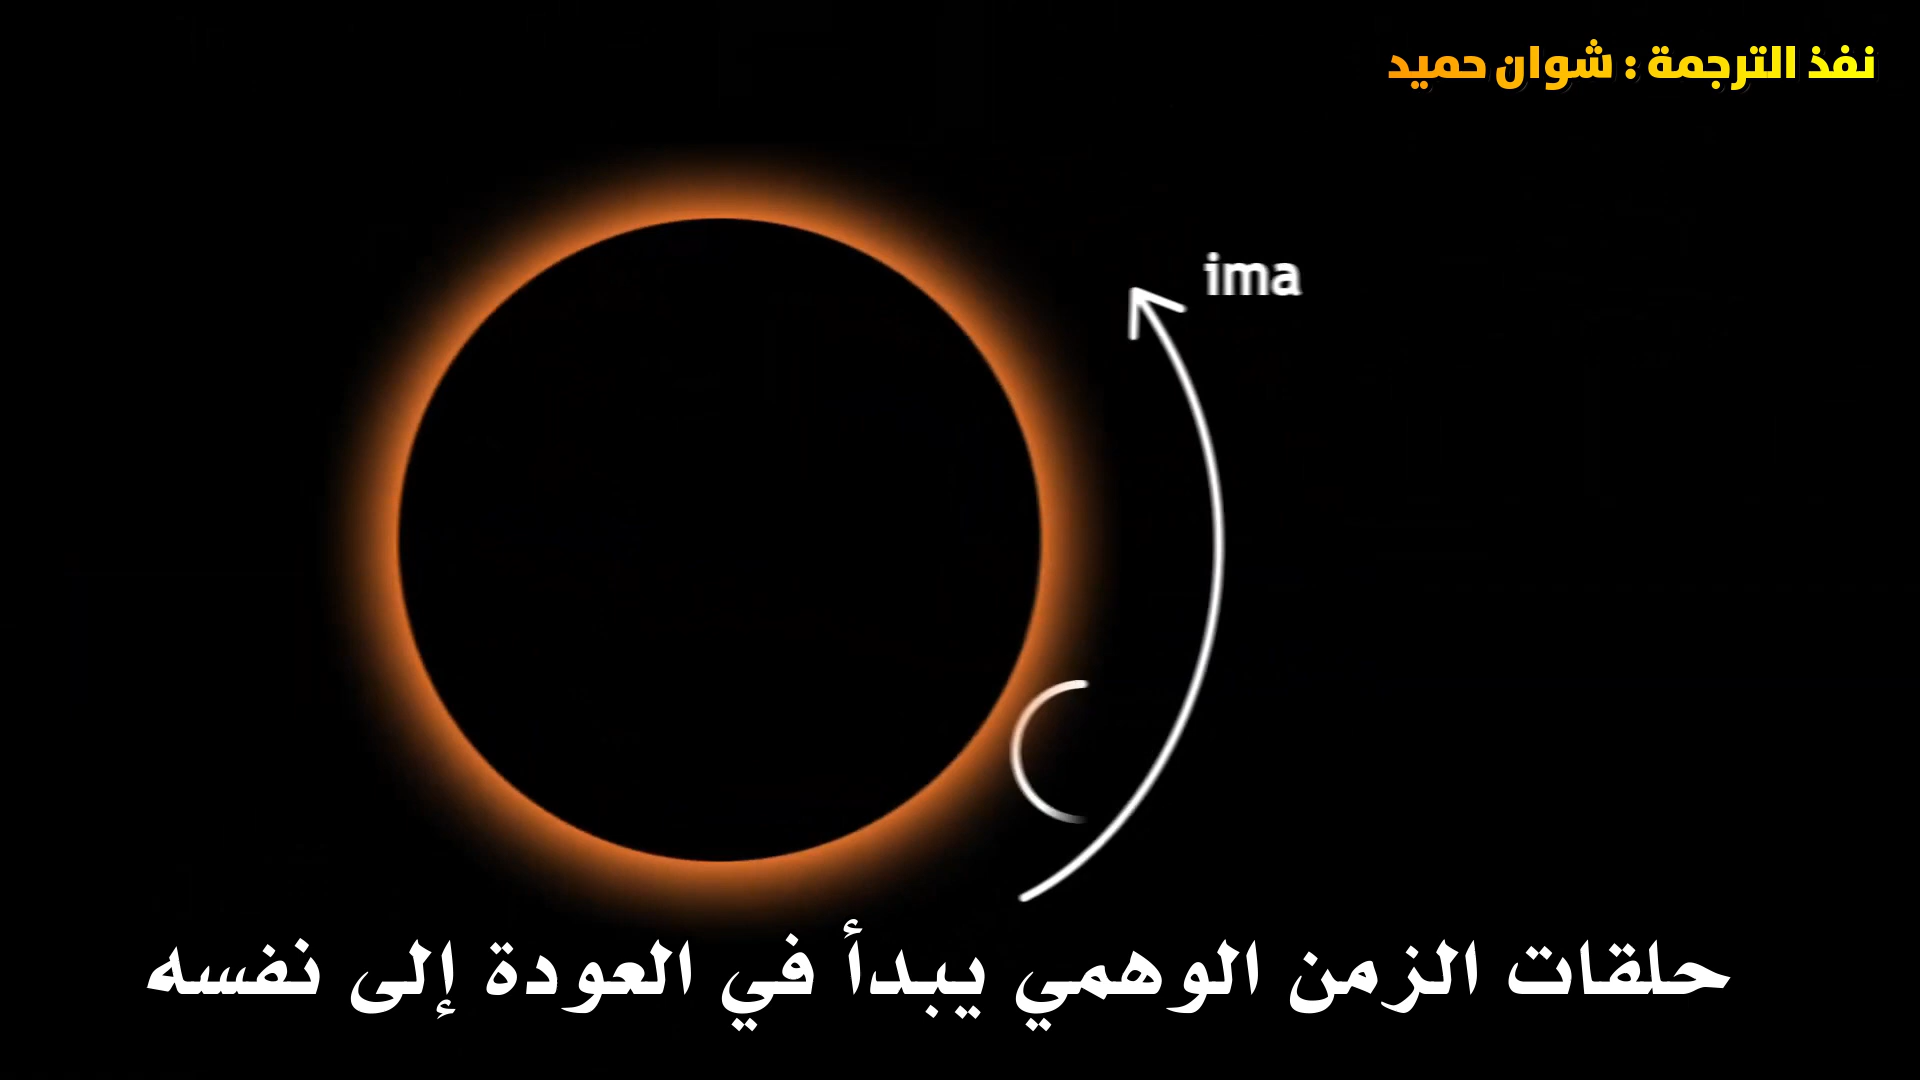 نفذ الترجمة : شوان حميد
ima
حلقات الزمن الوهمي يبدأ في العودة إلى نفسه